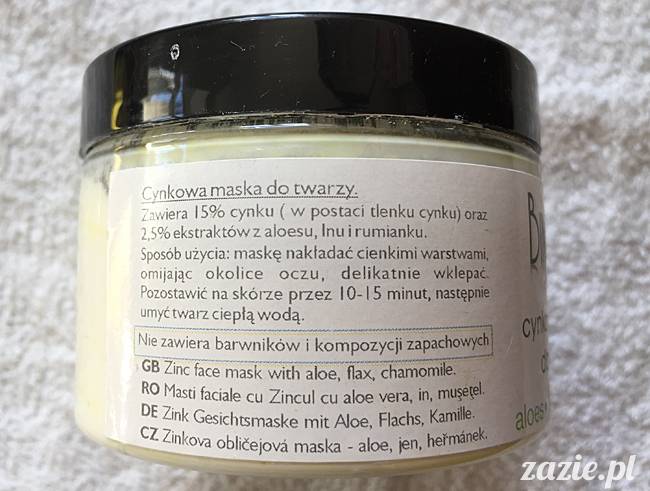 Cynkowa maska do twarzy.
Zawiera 15% cynku ( w postaci tlenku cynku) oraz
2,5% ekstraktów z aloesu, lnu i rumianku.
Sposób użycia: maskę nakładać cienkimi warstwami,
omijając okolice oczu, delikatnie wklepać.
Pozostawić na skórze przez 10-15 minut, następnie
umyć twarz ciepłą wodą.
Nie zawiera barwników i kompozycji zapachowych
GB Zinc face mask with aloe, flax, chamomile.
RO Masti faciale cu Zincul cu aloe vera, in, mușețel.
DE Zink Gesichtsmaske mit Aloe, Flachs, Kamille.
CZ Zinkova obličejová maska - aloe, jen, heřmánek.
aloes
zazie.pl